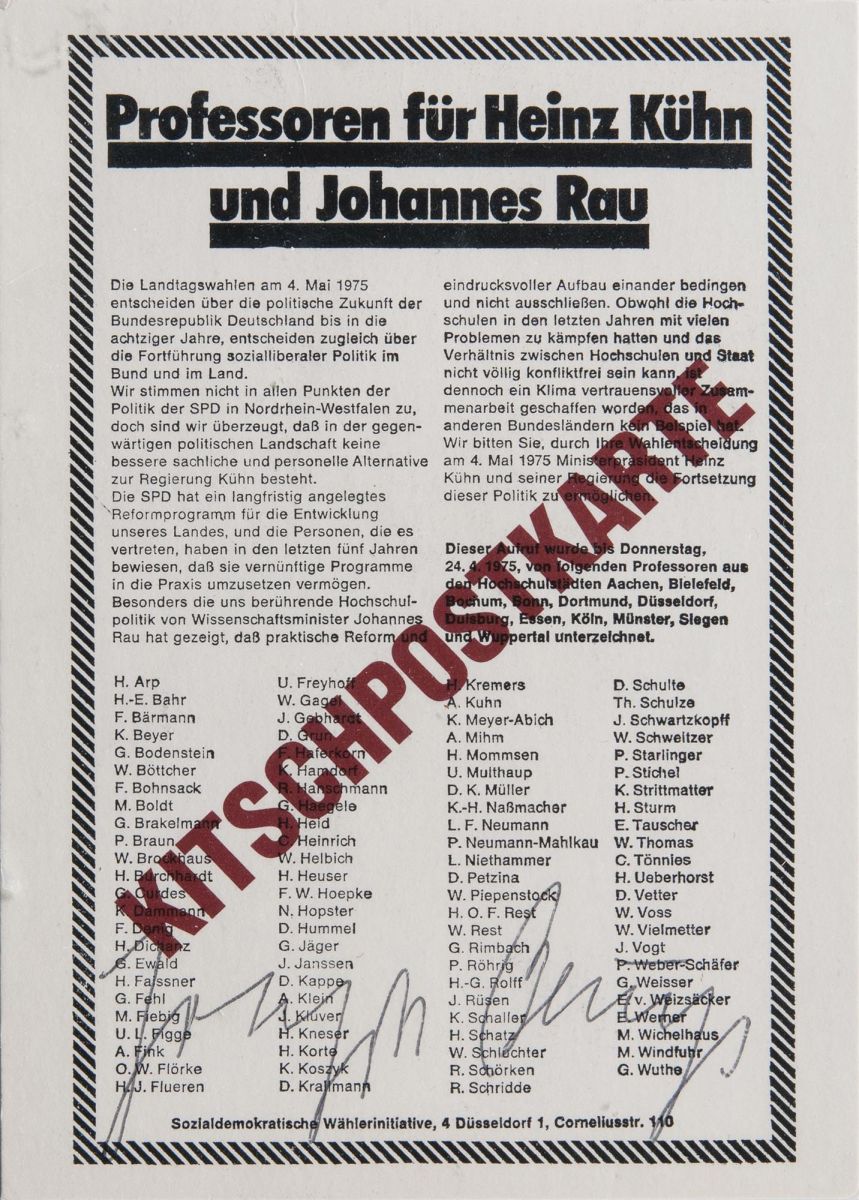 Professoren für Heinz Kühn
und Johannes Rau
Die Landtagswahlen am 4. Mai 1975
entscheiden über die politische Zukunft der
Bundesrepublik Deutschland bis in die
achtziger Jahre, entscheiden zugleich über
die Fortführung sozialliberaler Politik im
Bund und im Land.
Wir stimmen nicht in allen Punkten der
Politik der SPD in Nordrhein-Westfalen zu,
doch sind wir überzeugt, daß in der gegen-
wärtigen politischen Landschaft keine
bessere sachliche und personelle Alternative
zur Regierung Kühn besteht.
Die SPD hat ein langfristig angelegtes
Reformprogramm für die Entwicklung
unseres Landes, und die Personen, die es
vertreten, haben in den letzten fünf Jahren
bewiesen, daß sie vernünftige Programme
in die Praxis umzusetzen vermögen.
Besonders die uns berührende Hochschul-
politik von Wissenschaftsminister Johannes
Rau hat gezeigt, daß praktische Reform und
eindrucksvoller Aufbau einander bedingen
und nicht ausschließen. Obwohl die Hoch-
schulen in den letzten Jahren mit vielen
Problemen zu kämpfen hatten und das
Verhältnis zwischen Hochschulen und Staat
nicht völlig konfliktfrei sein kann, ist
dennoch ein Klima vertrauensvoller Zusam-
menarbeit geschaffen worden, das in
anderen Bundesländern kein Beispiel hat.
Wir bitten Sie, durch Ihre Wahlentscheidung
am 4. Mai 1975 Ministerpräsident Heinz
Kühn und seiner Regierung die Fortsetzung
dieser Politik zu ermöglichen.
Dieser Aufruf wurde bis Donnerstag,
24. 4. 1975, von folgenden Professoren aus
den Hochschulstädten Aachen, Bielefeld,
Bochum, Bonn, Dortmund, Düsseldorf,
Duisburg, Essen, Köln, Münster, Siegen
und Wuppertal unterzeichnet.
KITSCHPOSTKARTE
H. Arp
H.-E. Bahr
F. Bärmann
K. Beyer
G. Bodenstein
W. Böttcher
F. Bohnsack
M. Boldt
G. Brakelmann
P. Braun
W. Brockhaus
H. Burchhardt
G. Curdes
K. Dammann
F. Denig
H. Dichanz
G. Ewald
H. Faissner
G. Fehl
M. Fiebig
U. L. Figge
A. Fink
O. W. Flörke
H. J. Flueren
U. Freyhoff
W. Gagel
J. Gebhardt
D. Grun
F. Haferkorn
K. Hamdorf
R. Hanschmann
G. Haegele
H. Heid
C. Heinrich
W. Helbich
H. Heuser
F. W. Hoepke
N. Hopster
D. Hummel
G. Jäger
J. Janssen
D. Kappe
A. Klein
J. Klüver
H. Kneser
H. Korte
K. Koszyk
D. Krallmann
H. Kremers
A. Kuhn
K. Meyer-Abich
A. Mihm
H. Mommsen
U. Multhaup
D. K. Müller
K.-H. Naßmacher
L. F. Neumann
P. Neumann-Mahlkau
L. Niethammer
D. Petzina
W. Piepenstock
H. O. F. Rest
W. Rest
G. Rimbach
P. Röhrig
H.-G. Rolff
J. Rüsen
K. Schaller
H. Schatz
W. Schlachter
R. Schörken
R. Schridde
D. Schulte
Th. Schulze
J. Schwartzkopff
W. Schweitzer
P. Starlinger
P. Stichel
K. Strittmatter
H. Sturm
E. Tauscher
W. Thomas
C. Tönnies
H. Ueberhorst
D. Vetter
W. Voss
W. Vielmetter
J. Vogt
P. Weber-Schäfer
G. Weisser
E. v. Weizsäcker
E. Werner
M. Wichelhaus
M. Windfuhr
G. Wuthe
Sozialdemokratische Wählerinitiative, 4 Düsseldorf 1, Corneliusstr. 110